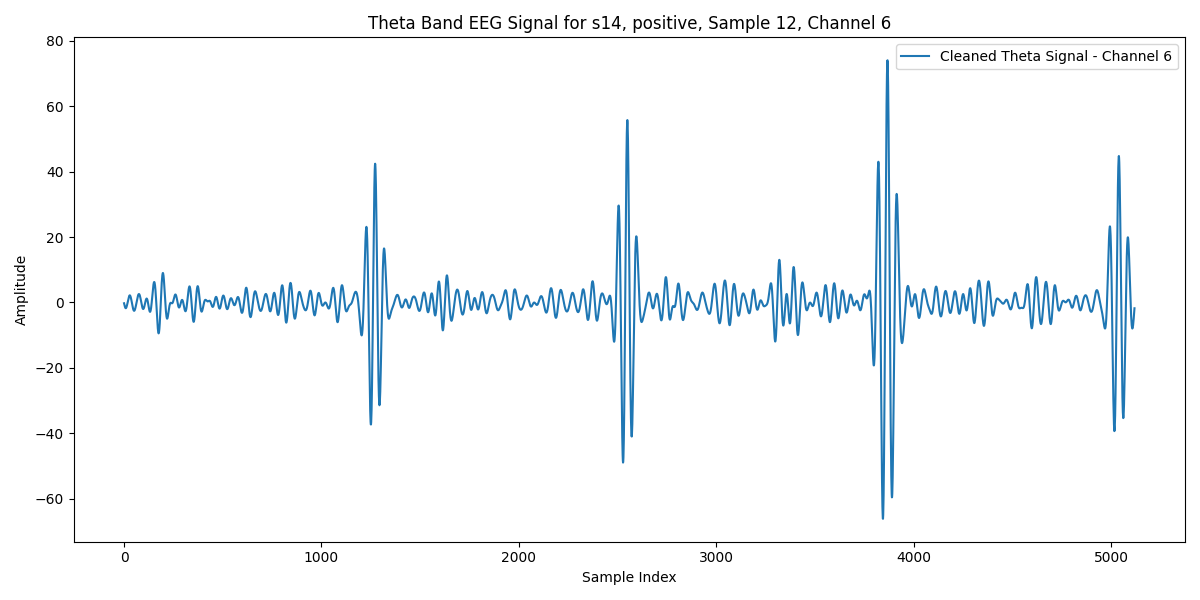 Theta Band EEG Signal for s14, positive, Sample 12, Channel 6
Cleaned Theta Signal - Channel 6
80
60
40
20
0
−20
−40
−60
Amplitude
0 1000 2000 3000 4000 5000
Sample Index